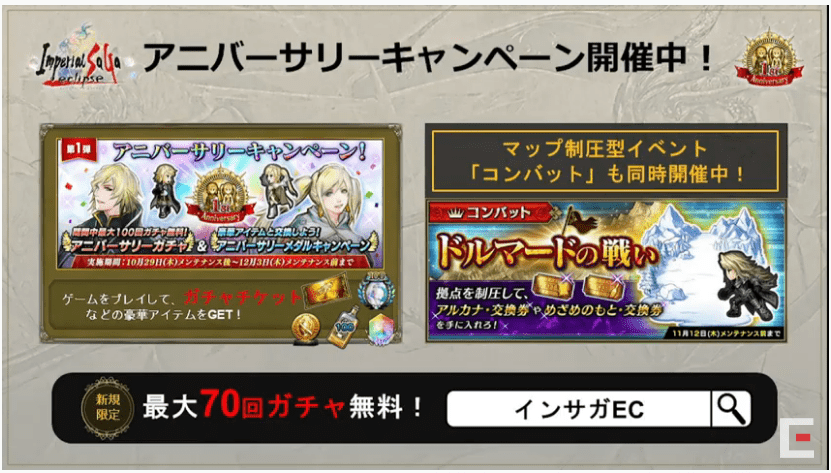 Imperial SaGa
eclipse
アニバーサリーキャンペーン開催中！
1st
Anniversary
第1弾
アニバーサリーキャンペーン！
1st
Anniversary
期間中最大100回ガチャ無料！
アニバーサリーガチャ
&
豪華アイテムと交換しよう！
アニバーサリーメダルキャンペーン
実施期間：10月29日(木)メンテナンス後～12月3日(木)メンテナンス前まで
ゲームをプレイして、ガチャチケット
などの豪華アイテムをGET！
マップ制圧型イベント
「コンバット」も同時開催中！
コンバット
ドルマードの戦い
拠点を制圧して、
アルカナ・交換券やめざめのもと・交換券
を手に入れろ！
11月12日(木)メンテナンス前まで
新規
限定
最大70回ガチャ無料！
インサガEC